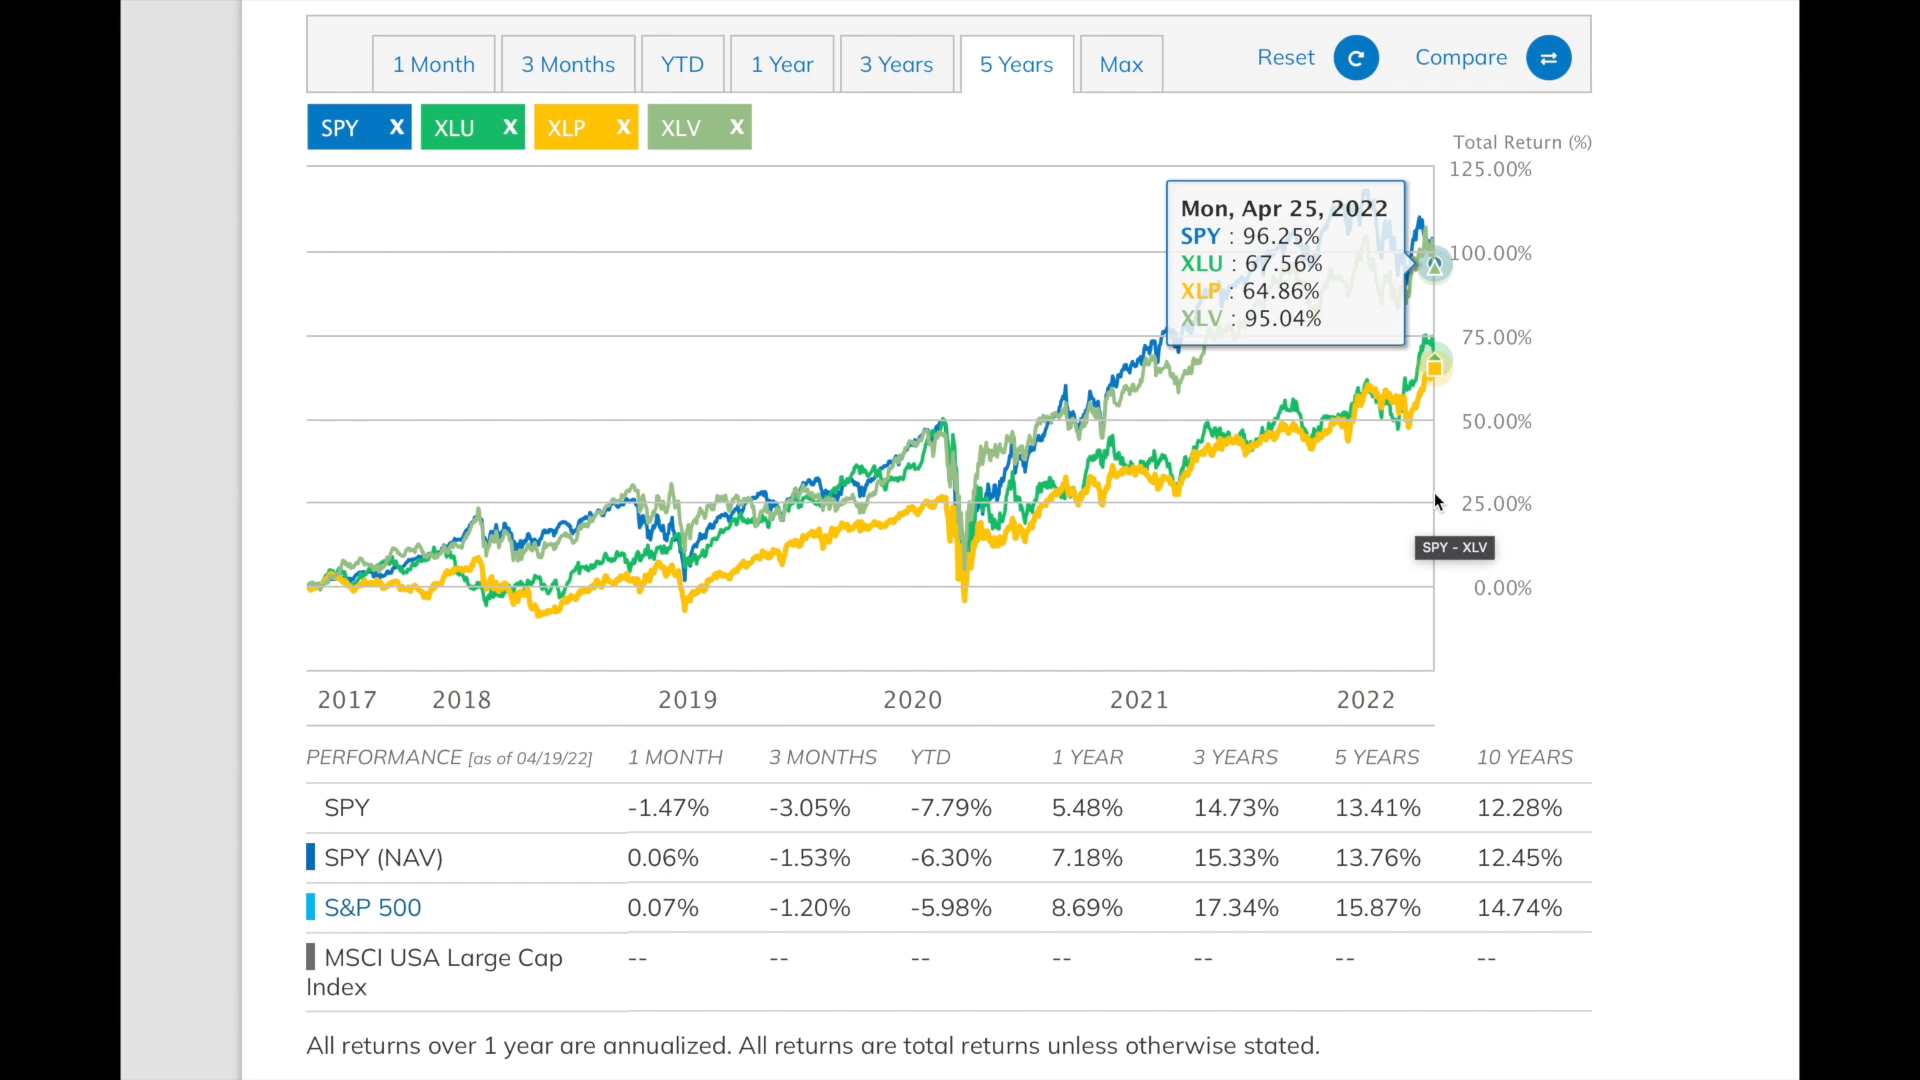 1 Month 3 Months YTD 1 Year 3 Years 5 Years Max Reset Compare
SPY X XLU X XLP X XLV X
Total Return (%)
125.00%
Mon, Apr 25, 2022
SPY : 96.25%
XLU : 67.56%
XLP : 64.86%
XLV : 95.04%
100.00%
75.00%
50.00%
25.00%
SPY - XLV
0.00%
2017 2018 2019 2020 2021 2022
PERFORMANCE [as of 04/19/22] 1 MONTH 3 MONTHS YTD 1 YEAR 3 YEARS 5 YEARS 10 YEARS
SPY -1.47% -3.05% -7.79% 5.48% 14.73% 13.41% 12.28%
SPY (NAV) 0.06% -1.53% -6.30% 7.18% 15.33% 13.76% 12.45%
S&P 500 0.07% -1.20% -5.98% 8.69% 17.34% 15.87% 14.74%
MSCI USA Large Cap -- -- -- -- -- -- --
Index
All returns over 1 year are annualized. All returns are total returns unless otherwise stated.